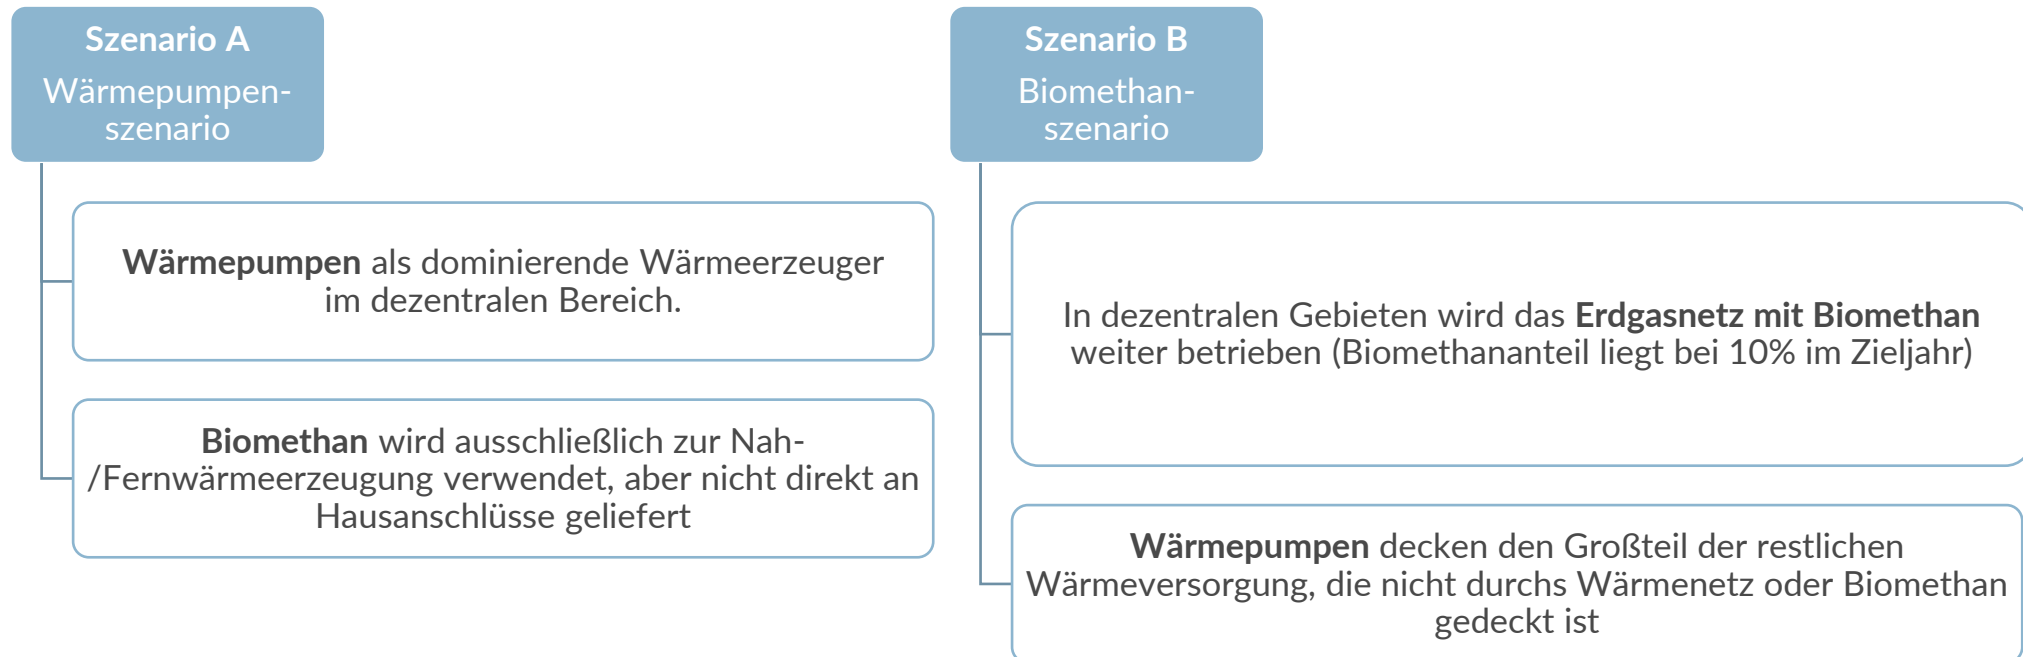 Szenario A
Wärmepumpen-
szenario
Wärmepumpen als dominierende Wärmeerzeuger
im dezentralen Bereich.
Biomethan wird ausschließlich zur Nah-
/Fernwärmeerzeugung verwendet, aber nicht direkt an
Hausanschlüsse geliefert
Szenario B
Biomethan-
szenario
In dezentralen Gebieten wird das Erdgasnetz mit Biomethan
weiter betrieben (Biomethananteil liegt bei 10% im Zieljahr)
Wärmepumpen decken den Großteil der restlichen
Wärmeversorgung, die nicht durchs Wärmenetz oder Biomethan
gedeckt ist